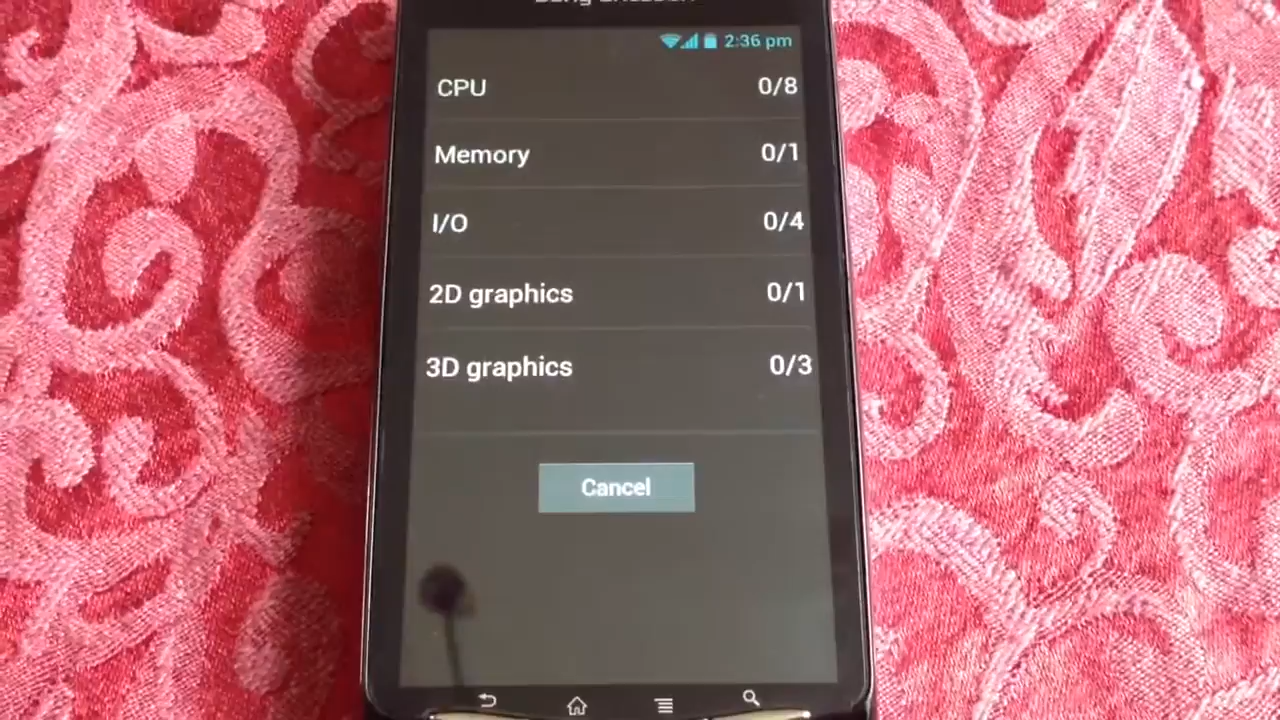 2:36 pm
CPU 0/8
Memory 0/1
I/O 0/4
2D graphics 0/1
3D graphics 0/3
Cancel